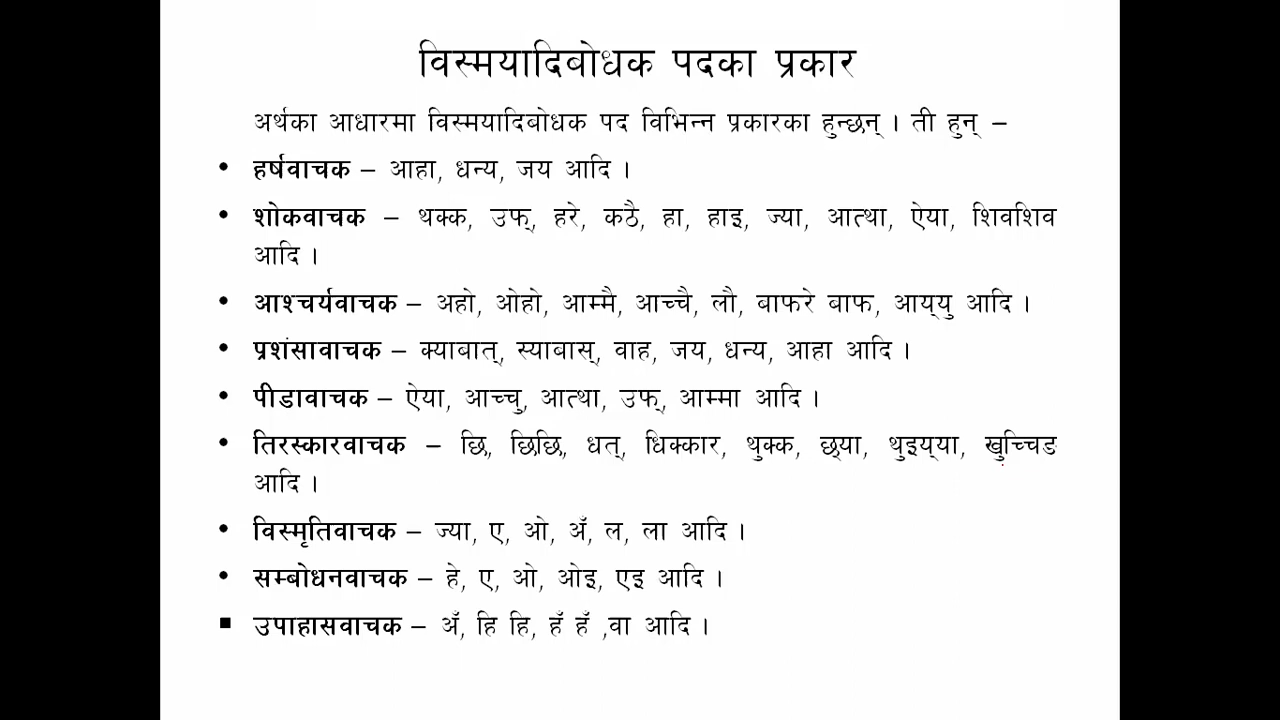 विस्मयादिबोधक पदका प्रकार
अर्थका आधारमा विस्मयादिबोधक पद विभिन्न प्रकारका हुन्छन् । ती हुन् –
• हर्षवाचक – आहा, धन्य, जय आदि ।
• शोकवाचक – थक्क, उफ्, हरे, कठै, हा, हाइ, ज्या, आत्था, ऐया, शिवशिव
आदि ।
• आश्चर्यवाचक – अहो, ओहो, आम्मै, आच्चै, लौ, बाफरे बाफ, आय्यु आदि ।
• प्रशंसावाचक – क्याबात्, स्याबास्, वाह, जय, धन्य, आहा आदि ।
• पीडावाचक – ऐया, आच्चु, आत्था, उफ्, आम्मा आदि ।
• तिरस्कारवाचक – छि, छिछि, धत्, धिक्कार, थुक्क, छ्या, थुइय्या, खुच्चिङ
आदि ।
• विस्मृतिवाचक – ज्या, ए, ओ, अँ, ल, ला आदि ।
• सम्बोधनवाचक – हे, ए, ओ, ओइ, एइ आदि ।
▪ उपाहासवाचक – अँ, हि हि, हँ हँ ,वा आदि ।